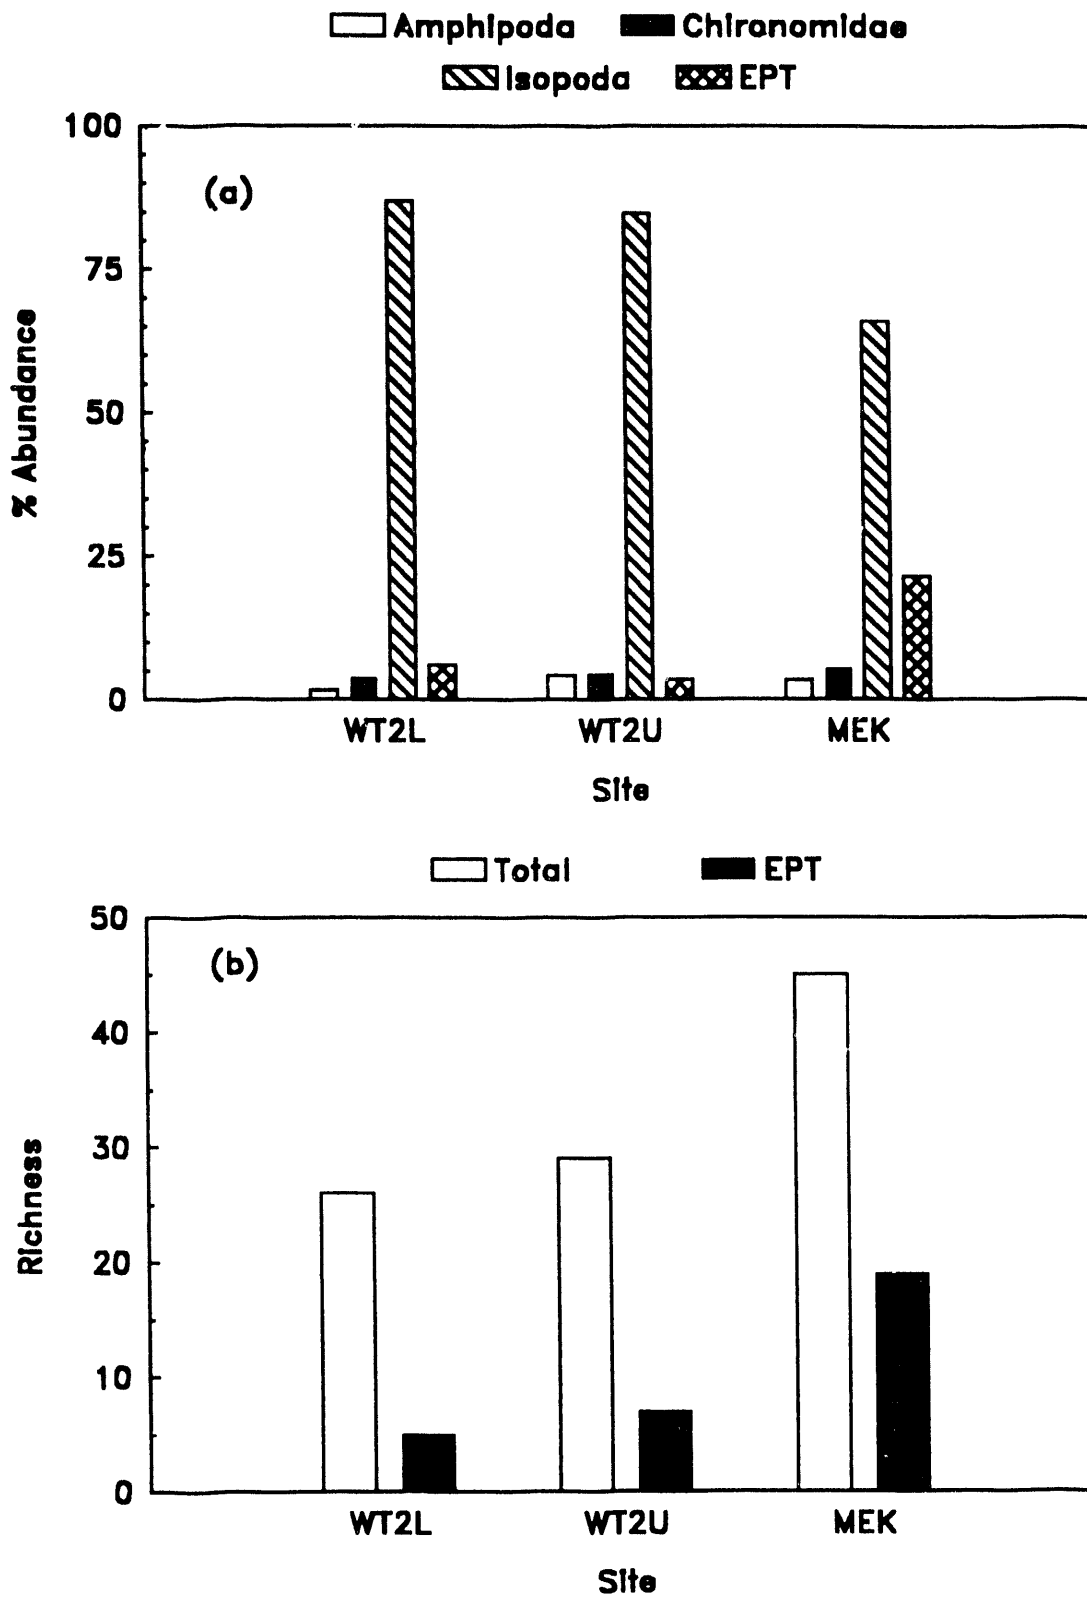 Amphipoda Chiranomidae
Isopoda EPT
100
(a)
75
50
25
0
% Abundance
WT2L WT2U MEK
Site
Total EPT
50
(b)
40
30
20
10
0
Richness
WT2L WT2U MEK
Site